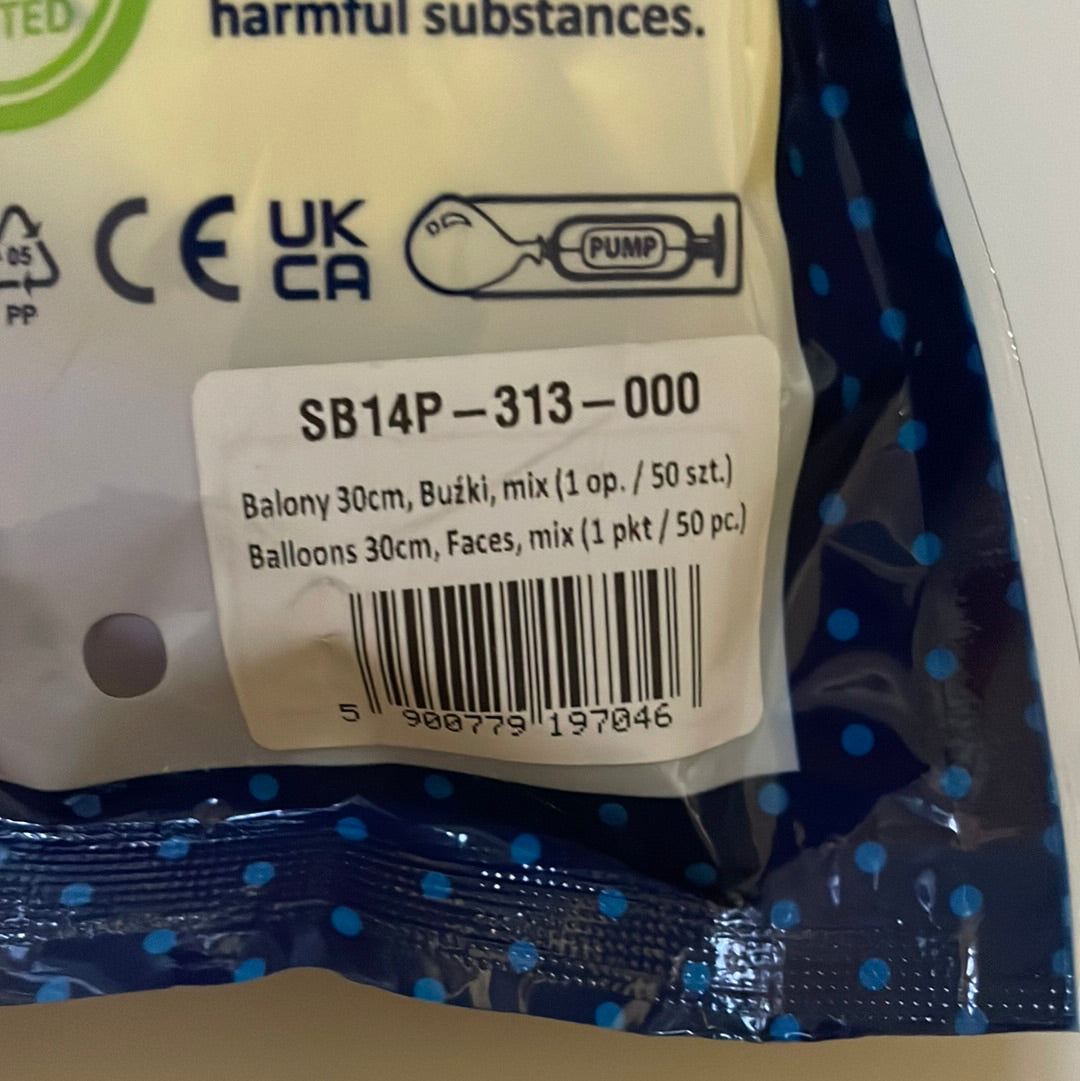 TED
harmful substances.
05
PP
CE
UK
CA
PUMP
SB14P-313-000
Balony 30cm, Buźki, mix (1 op. / 50 szt.)
Balloons 30cm, Faces, mix (1 pkt / 50 pc.)
5 900779 197046